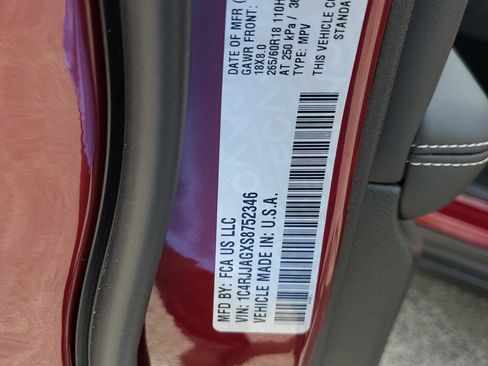 MFD BY: FCA US LLC
VIN: 1C4RJJAGXS8752346
VEHICLE MADE IN: U.S.A.
DATE OF MFR
GAWR FRONT:
18X8.0
265/60R18 110H
AT 250 kPa /
TYPE: MPV
THIS VEHICLE
STANDA